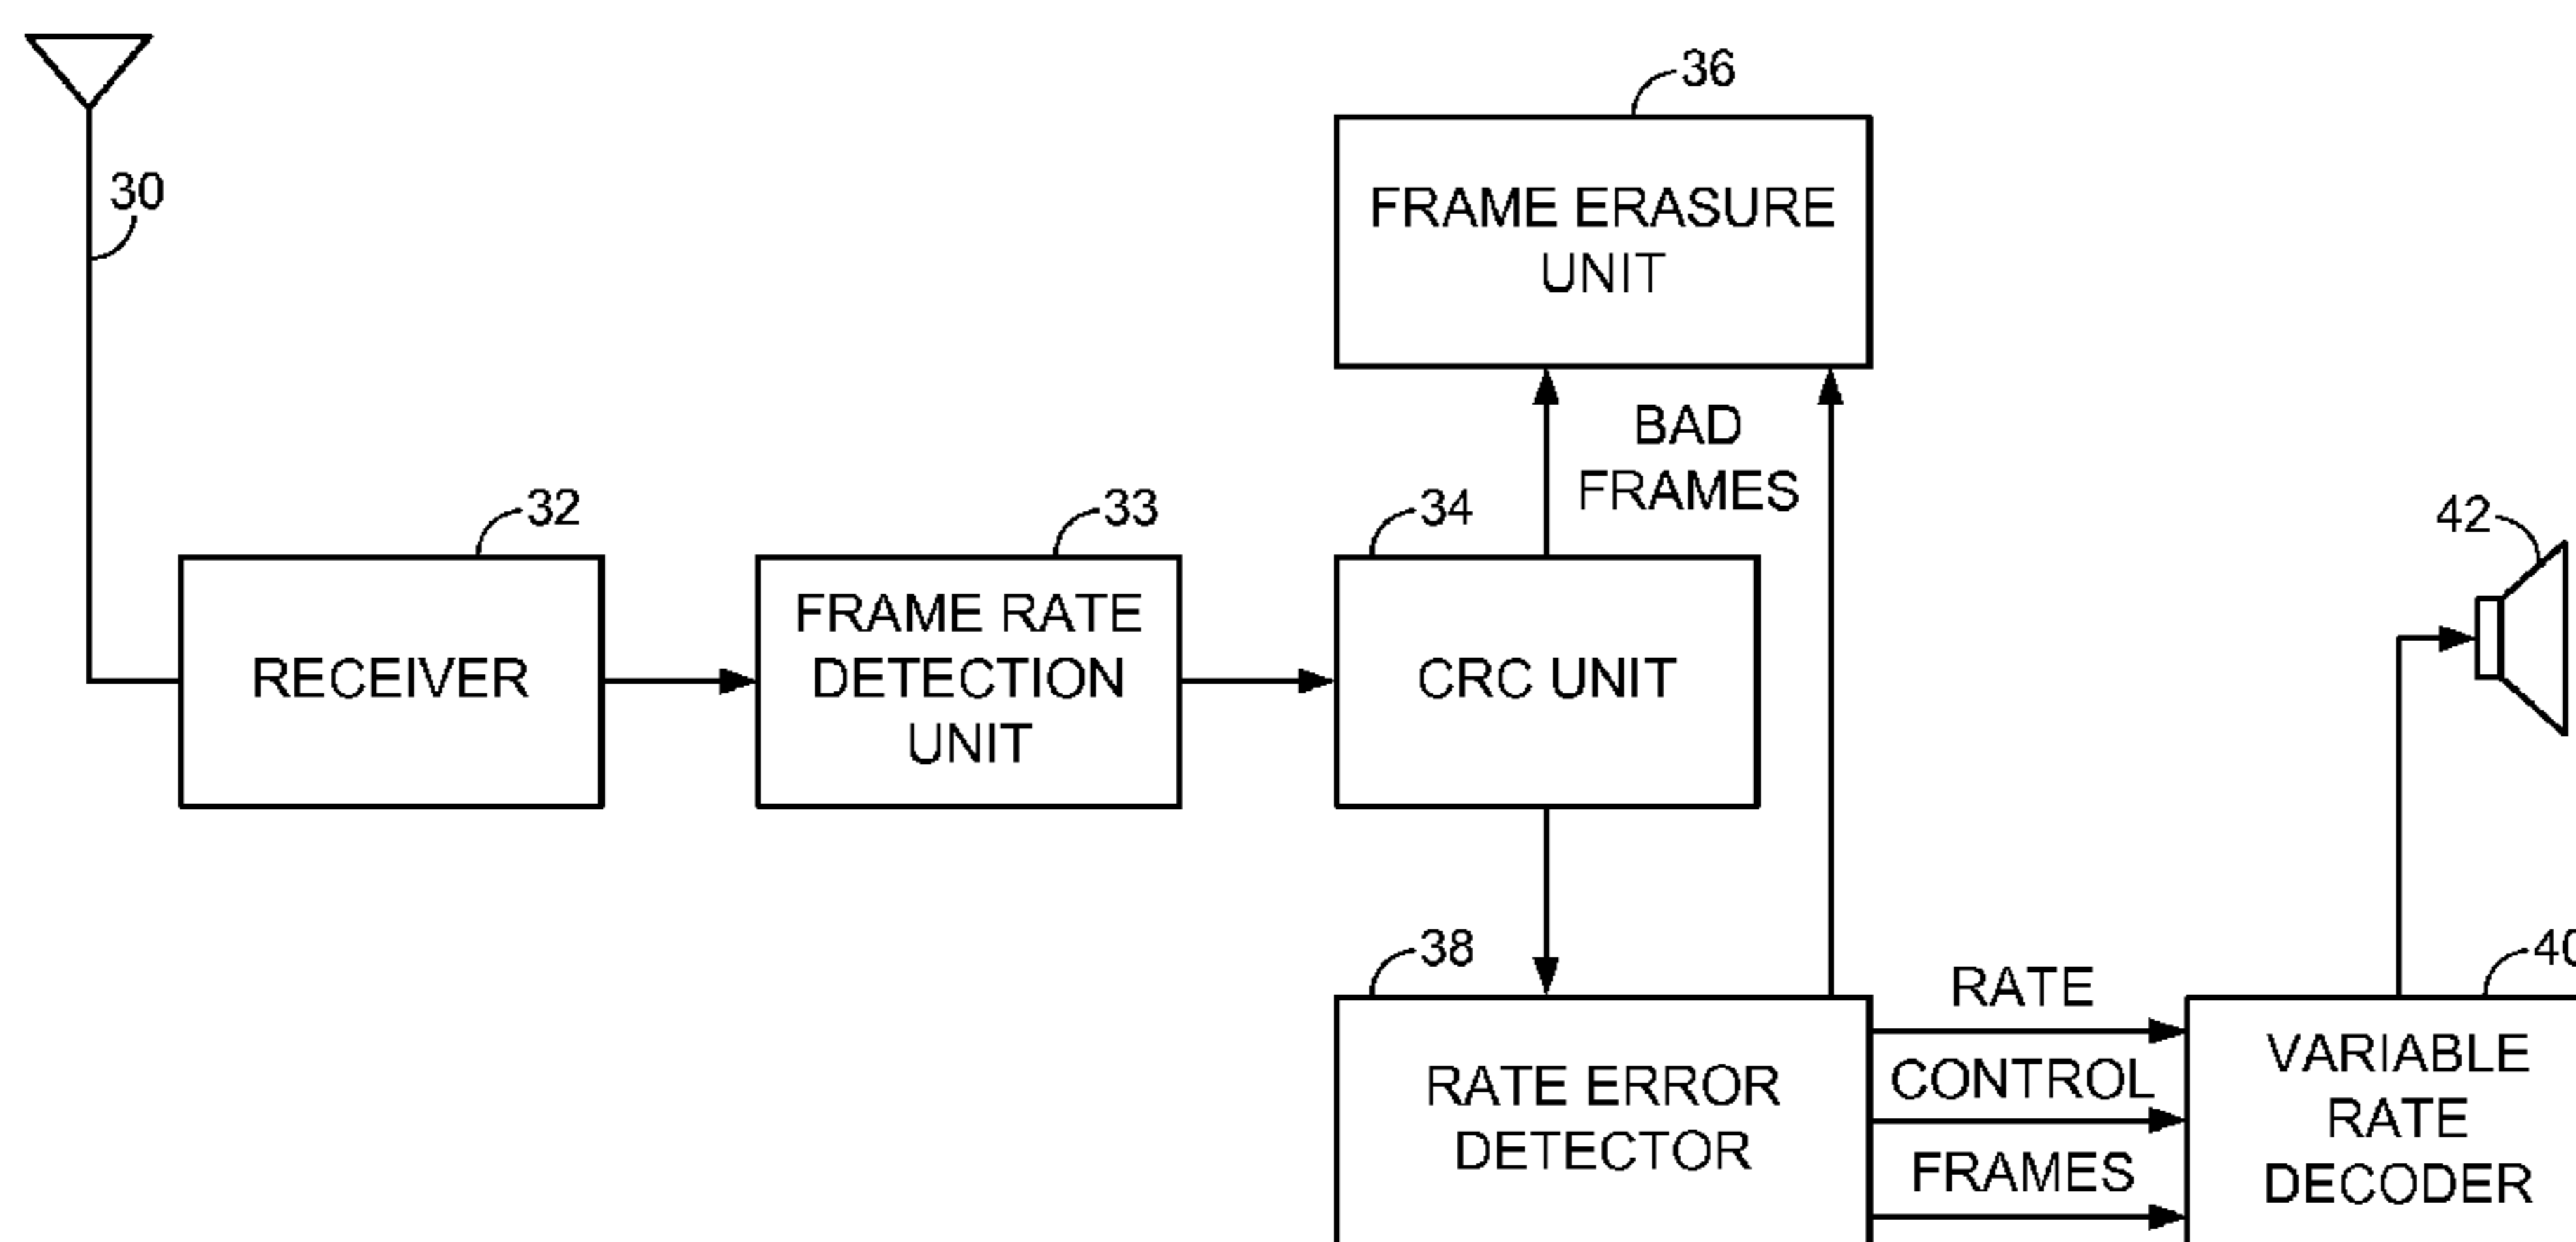 36
FRAME ERASURE
UNIT
30
BAD
FRAMES
32
33
34
42
RECEIVER
FRAME RATE
DETECTION
UNIT
CRC UNIT
38
40
RATE ERROR
DETECTOR
RATE
CONTROL
FRAMES
VARIABLE
RATE
DECODER